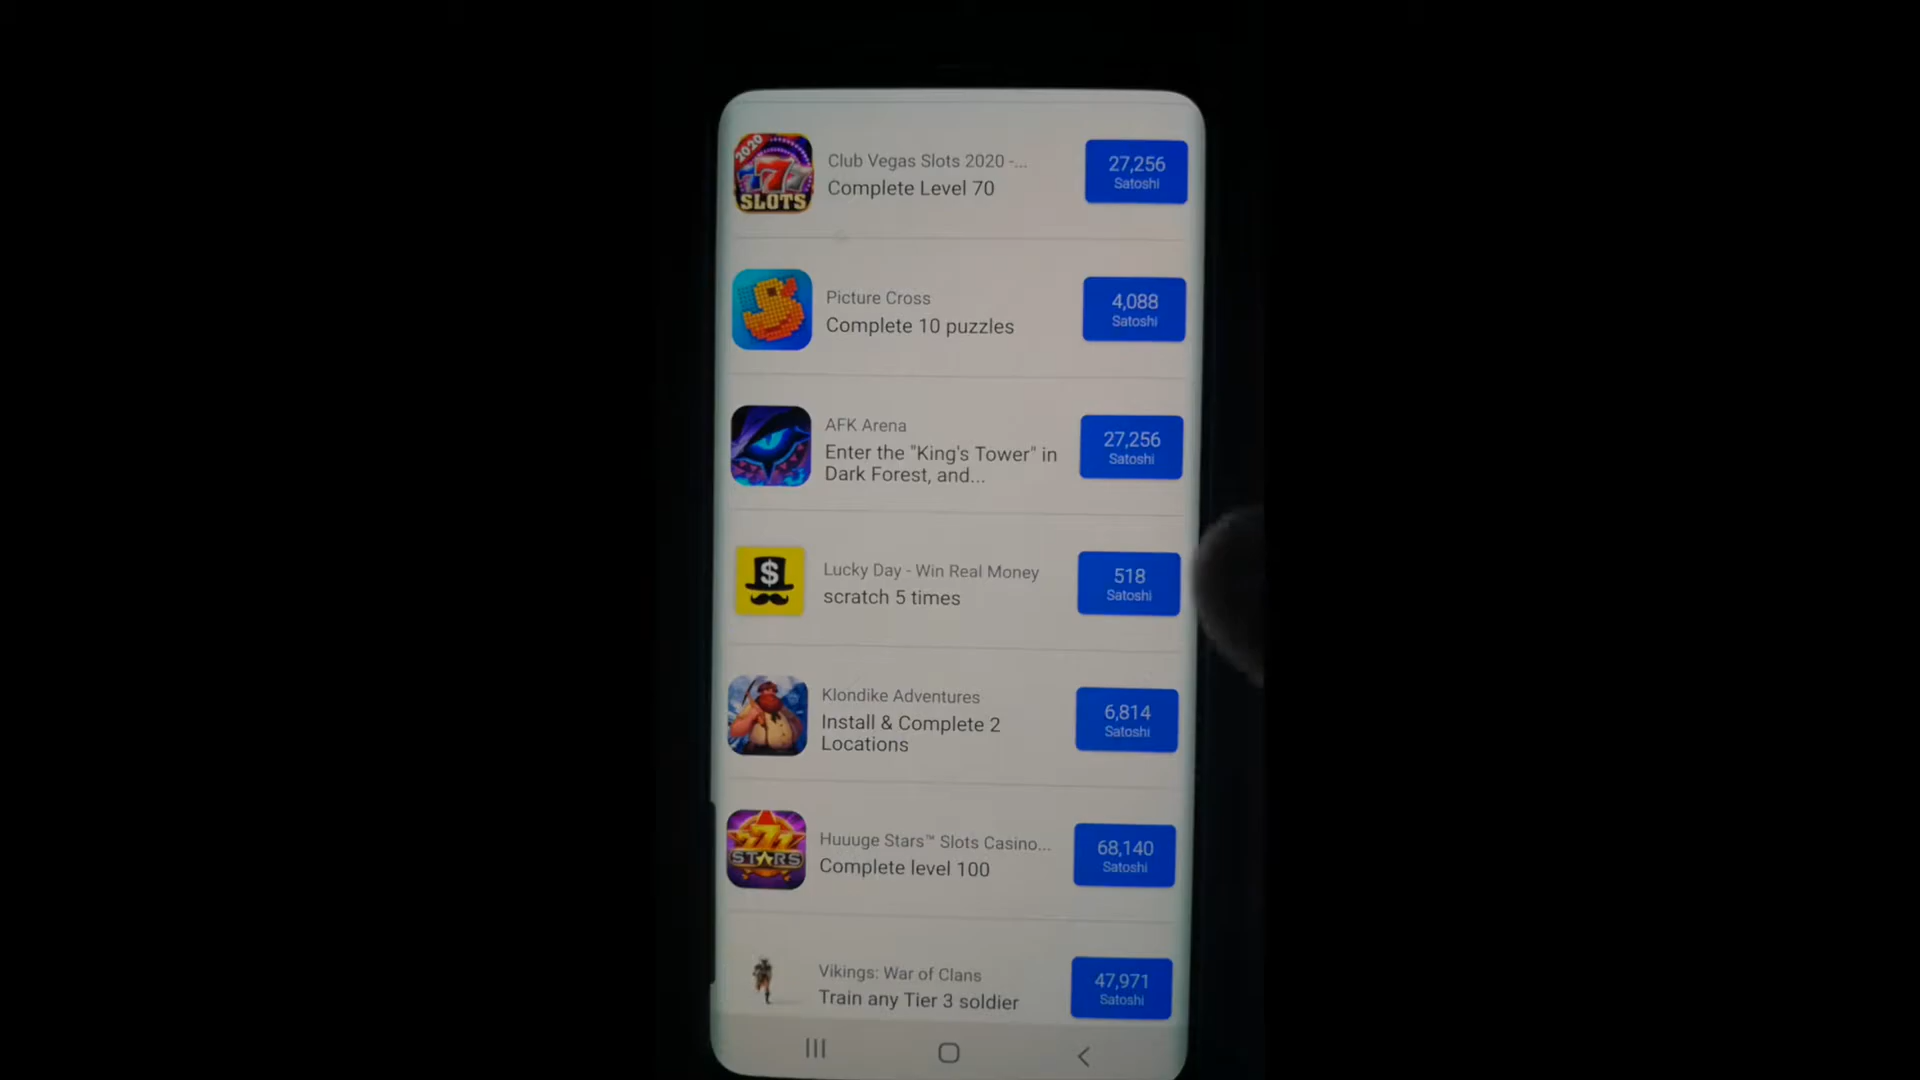 2020
777
SLOTS
Club Vegas Slots 2020 -...
Complete Level 70
27,256
Satoshi
Picture Cross
Complete 10 puzzles
4,088
Satoshi
AFK Arena
Enter the "King's Tower" in
Dark Forest, and...
27,256
Satoshi
$
Lucky Day - Win Real Money
scratch 5 times
518
Satoshi
Klondike Adventures
Install & Complete 2
Locations
6,814
Satoshi
777
STARS
Huuuge Stars™ Slots Casino...
Complete level 100
68,140
Satoshi
Vikings: War of Clans
Train any Tier 3 soldier
47,971
Satoshi